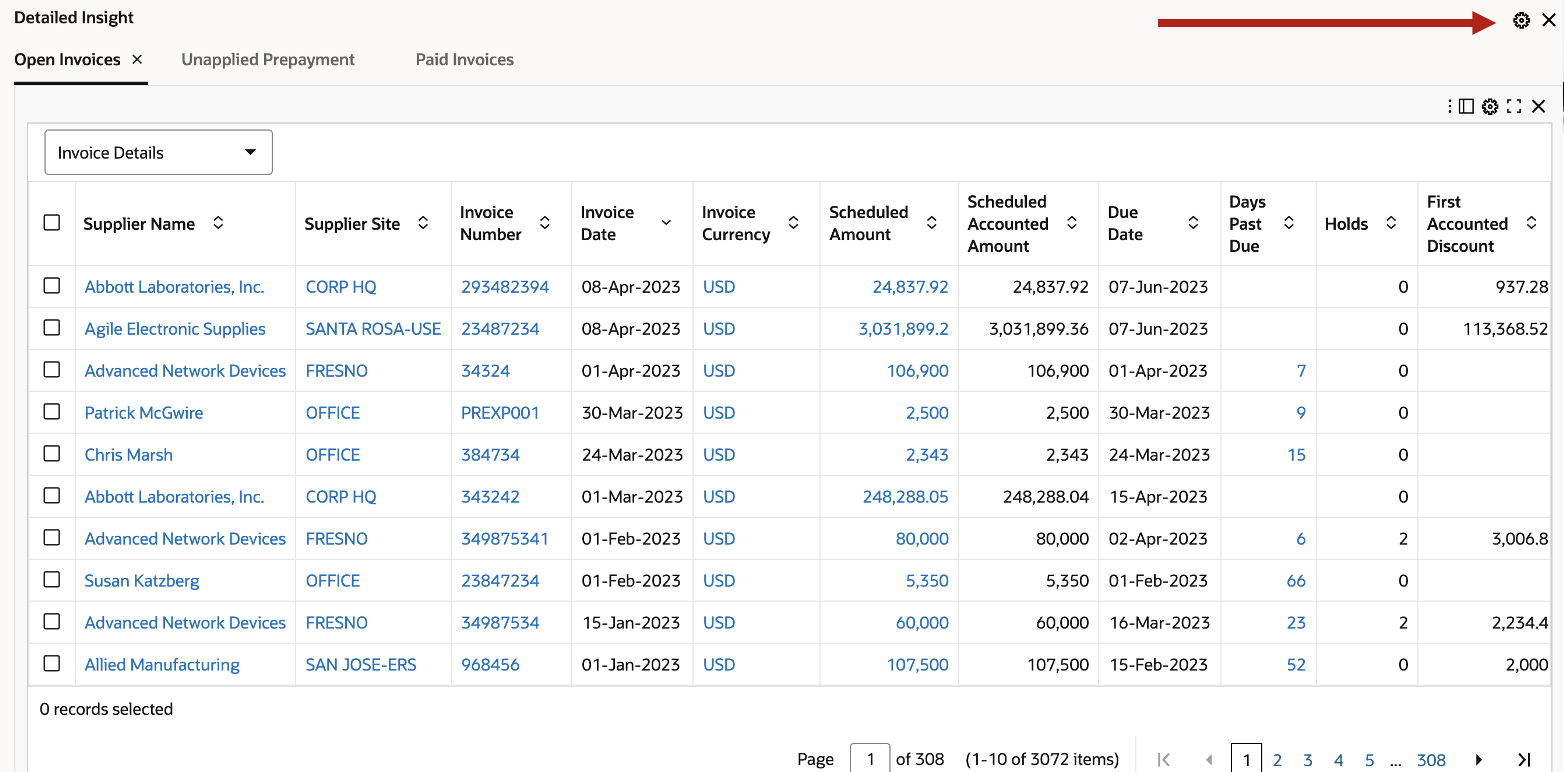 Detailed Insight
Open Invoices Unapplied Prepayment Paid Invoices
Invoice Details
Supplier Name Supplier Site Invoice Number Invoice Date Invoice Currency Scheduled Amount Scheduled Accounted Amount Due Date Days Past Due Holds First Accounted Discount
Abbott Laboratories, Inc. CORP HQ 293482394 08-Apr-2023 USD 24,837.92 24,837.92 07-Jun-2023 0 937.28
Agile Electronic Supplies SANTA ROSA-USE 23487234 08-Apr-2023 USD 3,031,899.2 3,031,899.36 07-Jun-2023 0 113,368.52
Advanced Network Devices FRESNO 34324 01-Apr-2023 USD 106,900 106,900 01-Apr-2023 7 0
Patrick McGwire OFFICE PREXP001 30-Mar-2023 USD 2,500 2,500 30-Mar-2023 9 0
Chris Marsh OFFICE 384734 24-Mar-2023 USD 2,343 2,343 24-Mar-2023 15 0
Abbott Laboratories, Inc. CORP HQ 343242 01-Mar-2023 USD 248,288.05 248,288.04 15-Apr-2023 0
Advanced Network Devices FRESNO 349875341 01-Feb-2023 USD 80,000 80,000 02-Apr-2023 6 2 3,006.8
Susan Katzberg OFFICE 23847234 01-Feb-2023 USD 5,350 5,350 01-Feb-2023 66 0
Advanced Network Devices FRESNO 34987534 15-Jan-2023 USD 60,000 60,000 16-Mar-2023 23 2 2,234.4
Allied Manufacturing SAN JOSE-ERS 968456 01-Jan-2023 USD 107,500 107,500 15-Feb-2023 52 0 2,000
0 records selected
Page 1 of 308 (1-10 of 3072 items) 1 2 3 4 5 ... 308